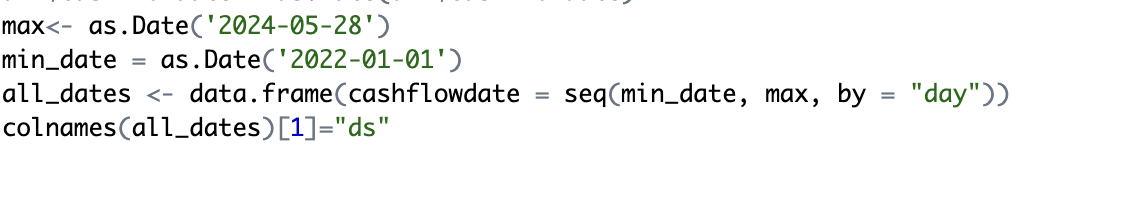 max<- as.Date('2024-05-28')
min_date = as.Date('2022-01-01')
all_dates <- data.frame(cashflowdate = seq(min_date, max, by = "day"))
colnames(all_dates)[1]="ds"